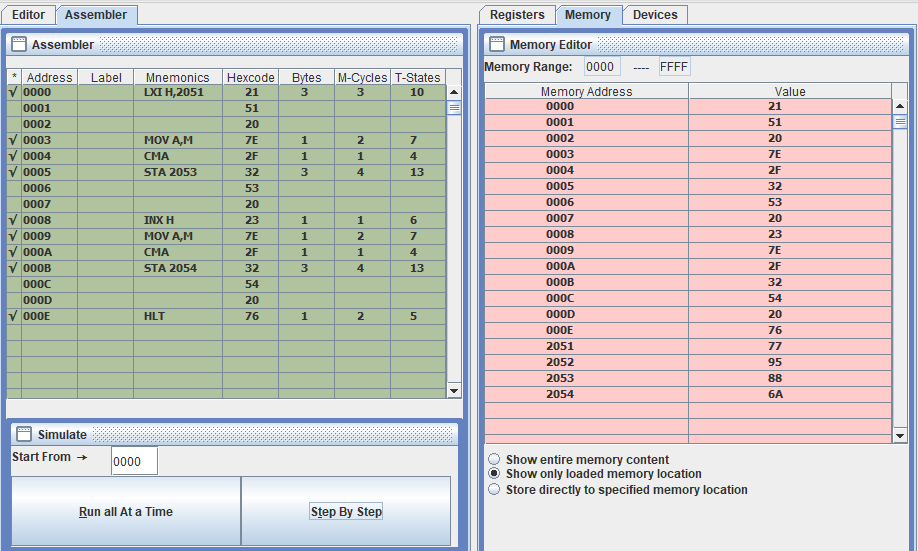 Editor Assembler
Assembler
* Address Label Mnemonics Hexcode Bytes M-Cycles T-States
√ 0000 LXI H,2051 21 3 3 10
0001 51
0002 20
√ 0003 MOV A,M 7E 1 2 7
√ 0004 CMA 2F 1 1 4
√ 0005 STA 2053 32 3 4 13
0006 53
0007 20
√ 0008 INX H 23 1 1 6
√ 0009 MOV A,M 7E 1 2 7
√ 000A CMA 2F 1 1 4
√ 000B STA 2054 32 3 4 13
000C 54
000D 20
√ 000E HLT 76 1 2 5
Simulate
Start From → 0000
Run all At a Time Step By Step
Registers Memory Devices
Memory Editor
Memory Range: 0000 ---- FFFF
Memory Address Value
0000 21
0001 51
0002 20
0003 7E
0004 2F
0005 32
0006 53
0007 20
0008 23
0009 7E
000A 2F
000B 32
000C 54
000D 20
000E 76
2051 77
2052 95
2053 88
2054 6A
Show entire memory content
Show only loaded memory location
Store directly to specified memory location